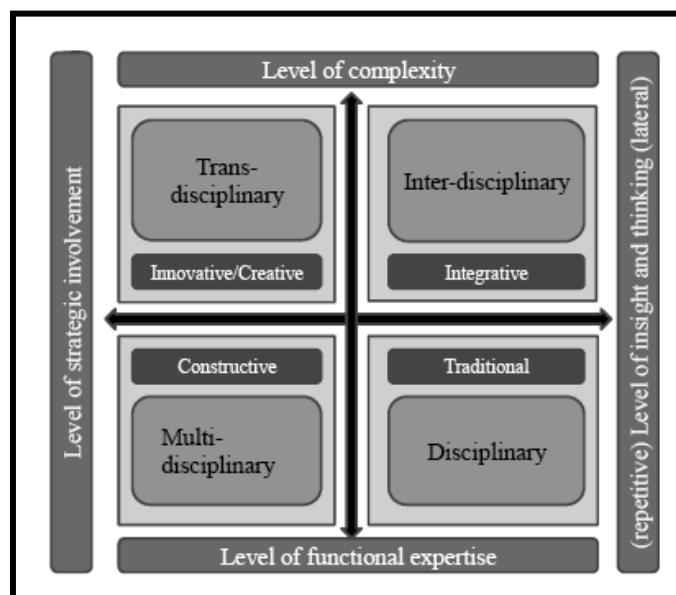 Level of complexity
Level of strategic involvement
Trans-
disciplinary
Inter-disciplinary
Innovative/Creative
Integrative
Constructive
Traditional
Multi-
disciplinary
Disciplinary
Level of functional expertise
(repetitive) Level of insight and thinking (lateral)